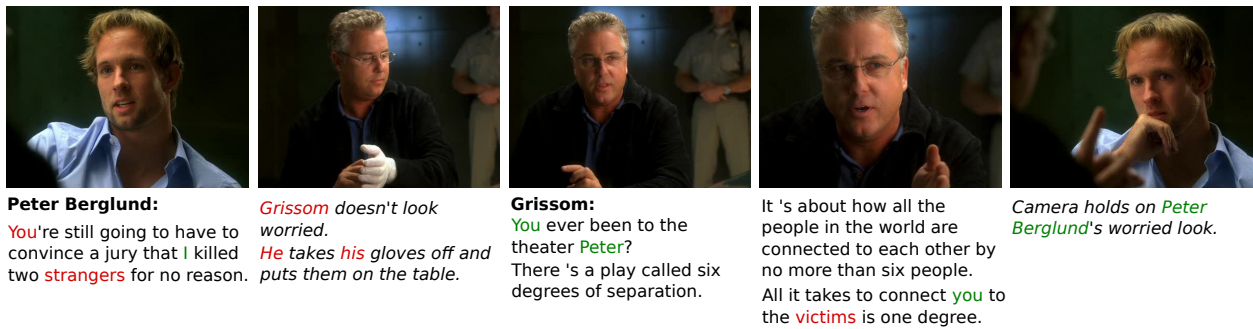 Peter Berglund:
You're still going to have to
convince a jury that I killed
two strangers for no reason.
Grissom doesn't look
worried.
He takes his gloves off and
puts them on the table.
Grissom:
You ever been to the
theater Peter?
There 's a play called six
degrees of separation.
It 's about how all the
people in the world are
connected to each other by
no more than six people.
All it takes to connect you to
the victims is one degree.
Camera holds on Peter
Berglund's worried look.